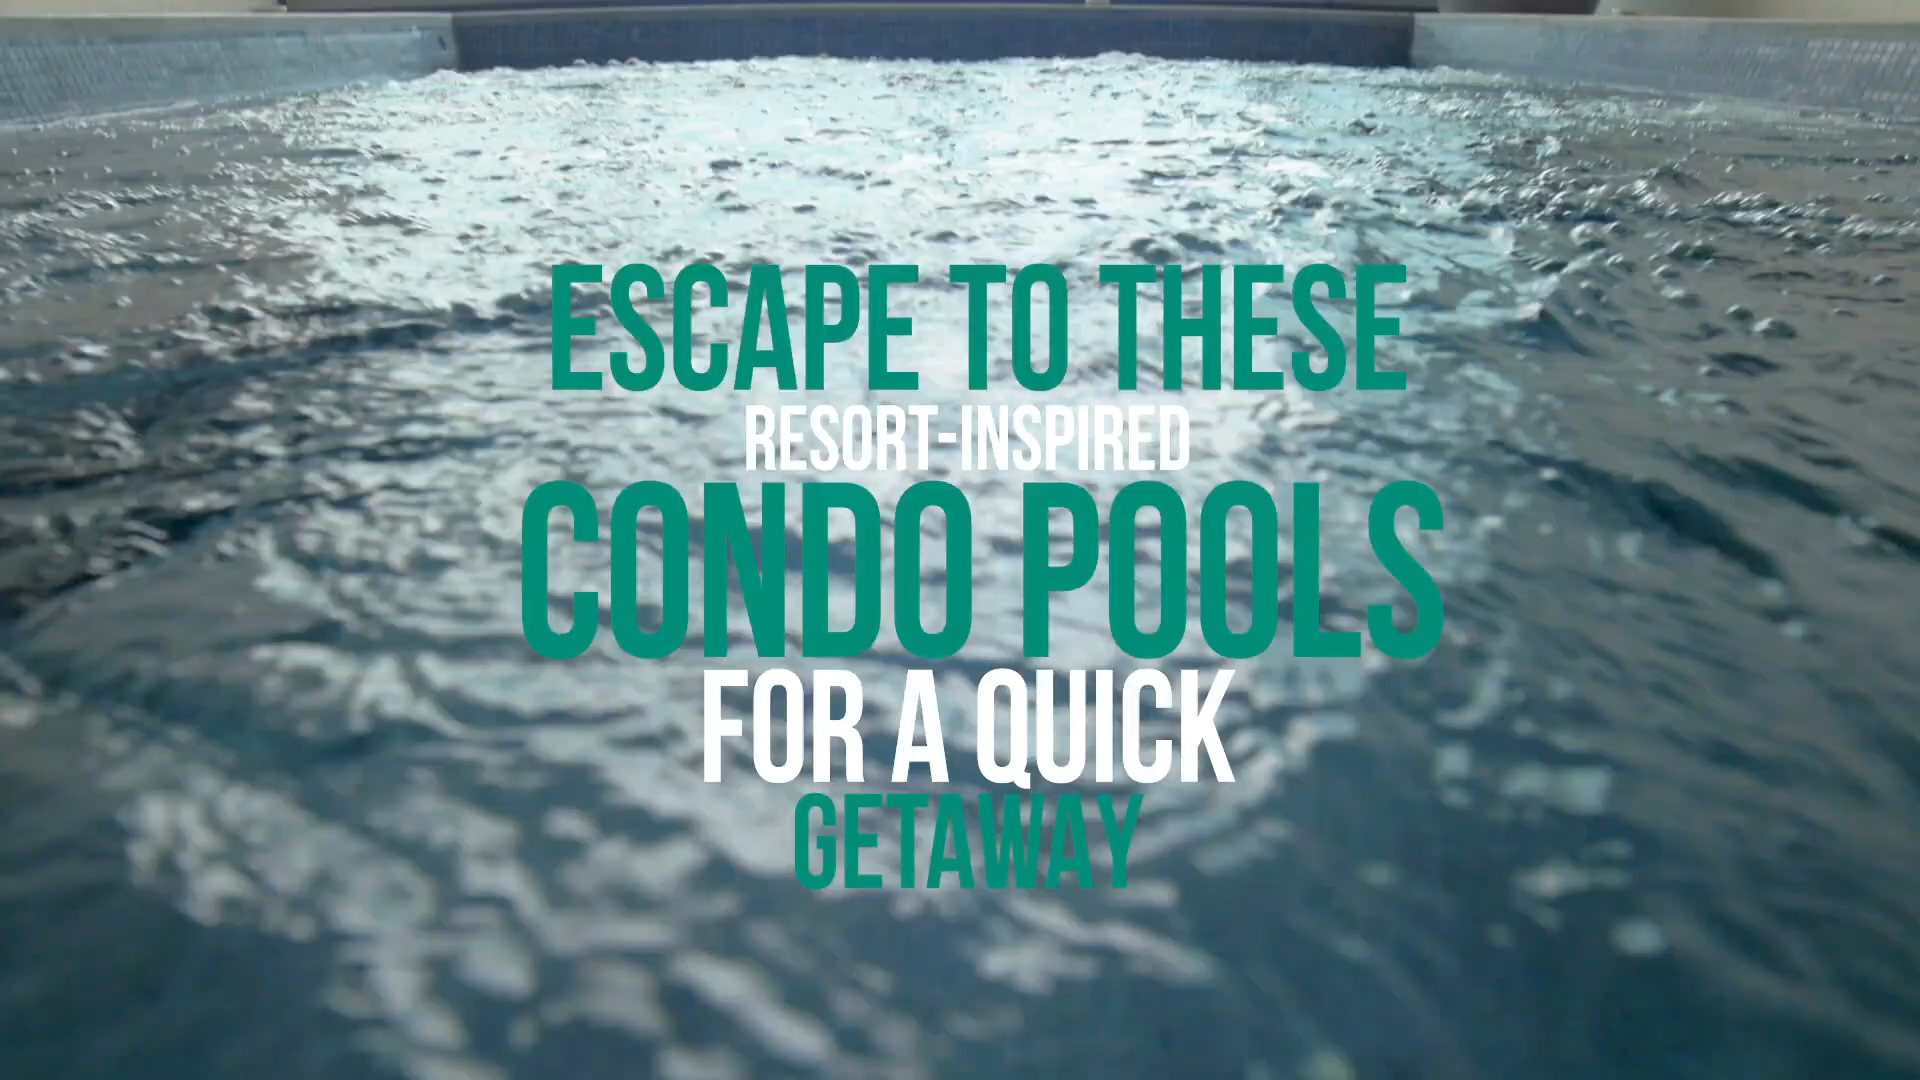 ESCAPE TO THESE
RESORT-INSPIRED
CONDO POOLS
FOR A QUICK
GETAWAY